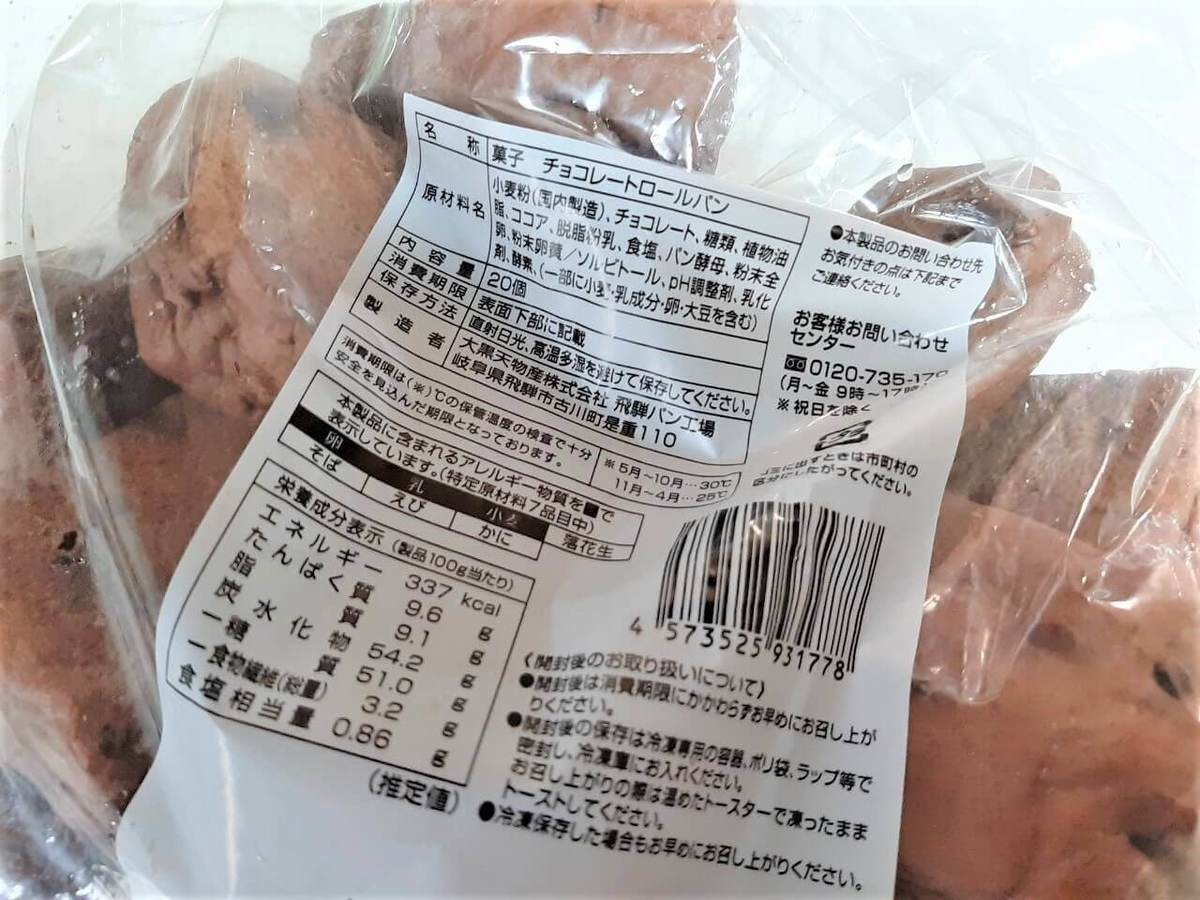 名称 菓子 チョコレートロールパン
原材料名 小麦粉(国内製造)、チョコレート、糖類、植物油
脂、ココア、脱脂粉乳、食塩、パン酵母、粉末全
卵、粉末卵黄／ソルビトール、pH調整剤、乳化
剤、酵素、(一部に小麦・乳成分・卵・大豆を含む)
内容量 20個
消費期限 表面下部に記載
保存方法 直射日光、高温多湿を避けて保存してください。
製造者 大黒天物産株式会社 飛騨パン工場
岐阜県飛騨市古川町是重110
消費期限は(※)℃の保管温度の検査で十分
安全を見込んだ期限となっております。
※5月～10月…30℃
11月～4月…25℃
本製品に含まれるアレルギー物質を■で
表示しています。(特定原材料7品目中)
卵 乳 小麦
そば えび かに 落花生
栄養成分表示 (製品100g当たり)
エネルギー 337 kcal
たんぱく質 9.6 g
脂質 9.1 g
炭水化物 54.2 g
－糖質 51.0 g
－食物繊維(総量) 3.2 g
食塩相当量 0.86 g
(推定値)
●本製品のお問い合わせ先
お気付きの点は下記まで
ご連絡ください。
お客様お問い合わせ
センター
0120-735-17
(月～金 9時～17時
※祝日を除く
ゴミに出すときは市町村の
区分にしたがってください。
4 573525 931778
〈開封後のお取り扱いについて〉
●開封後は消費期限にかかわらずお早めにお召し上が
りください。
●開封後の保存は冷凍専用の容器、ポリ袋、ラップ等で
密封し、冷凍庫にお入れください。
お召し上がりの際は温めたトースターで凍ったまま
トーストしてください。
●冷凍保存した場合もお早めにお召し上がりください。